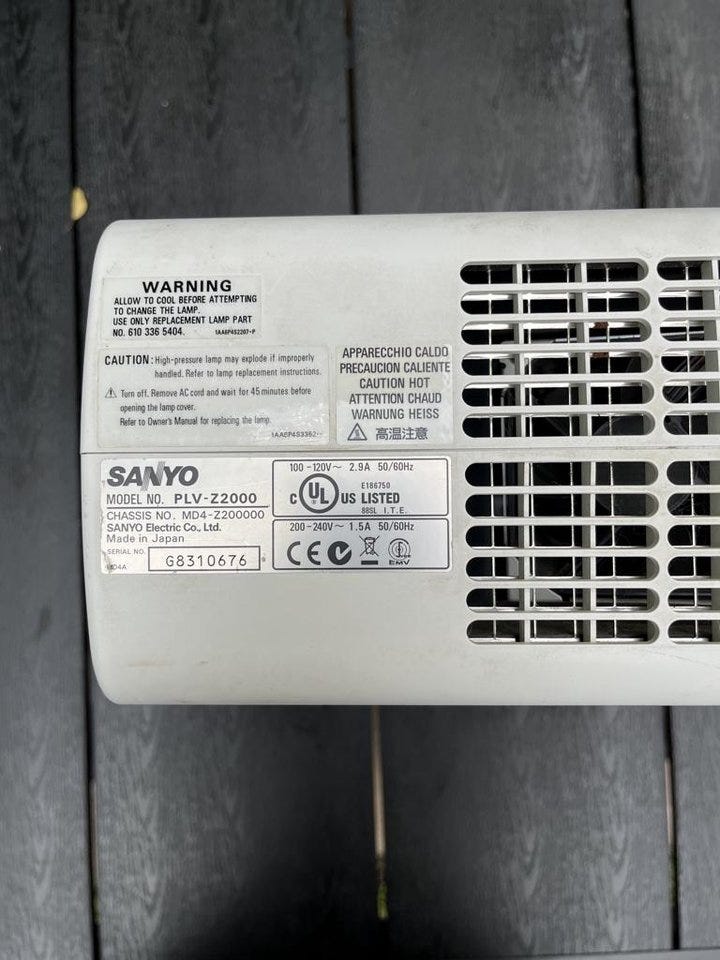 WARNING
ALLOW TO COOL BEFORE ATTEMPTING
TO CHANGE THE LAMP.
USE ONLY REPLACEMENT LAMP PART
NO. 610 336 5404. 1AA6P4S2207-P
CAUTION: High-pressure lamp may explode if improperly
handled. Refer to lamp replacement instructions.
Turn off. Remove AC cord and wait for 45 minutes before
opening the lamp cover.
Refer to Owner's Manual for replacing the lamp.
1AA6P4S3362--
APPARECCHIO CALDO
PRECAUCION CALIENTE
CAUTION HOT
ATTENTION CHAUD
WARNUNG HEISS
高温注意
SANYO
MODEL NO. PLV-Z2000
CHASSIS NO. MD4-Z200000
SANYO Electric Co., Ltd.
Made in Japan
SERIAL NO. G8310676
100 -120V~ 2.9A 50/60Hz
E186750
C UL US LISTED
88SL I.T.E.
200-240V~ 1.5A 50/60Hz
CE
EMV